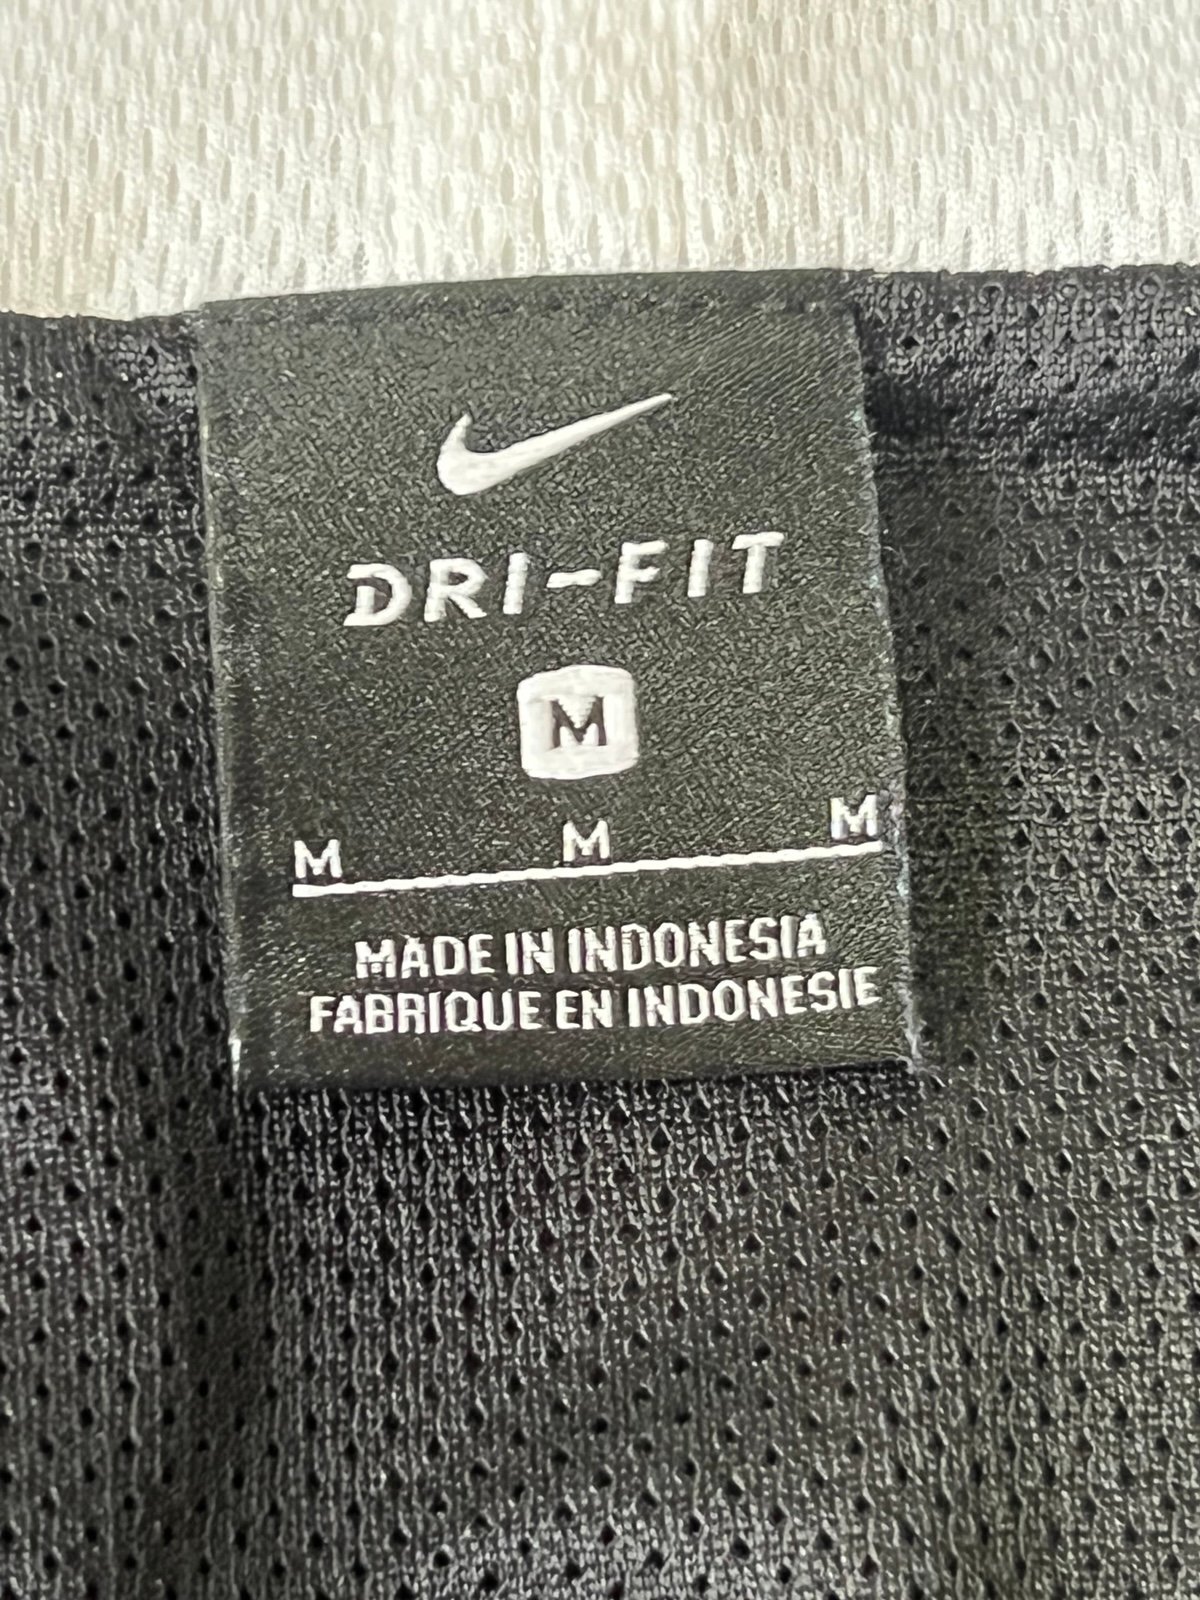 DRI-FIT
M
M M M
MADE IN INDONESIA
FABRIQUE EN INDONESIE